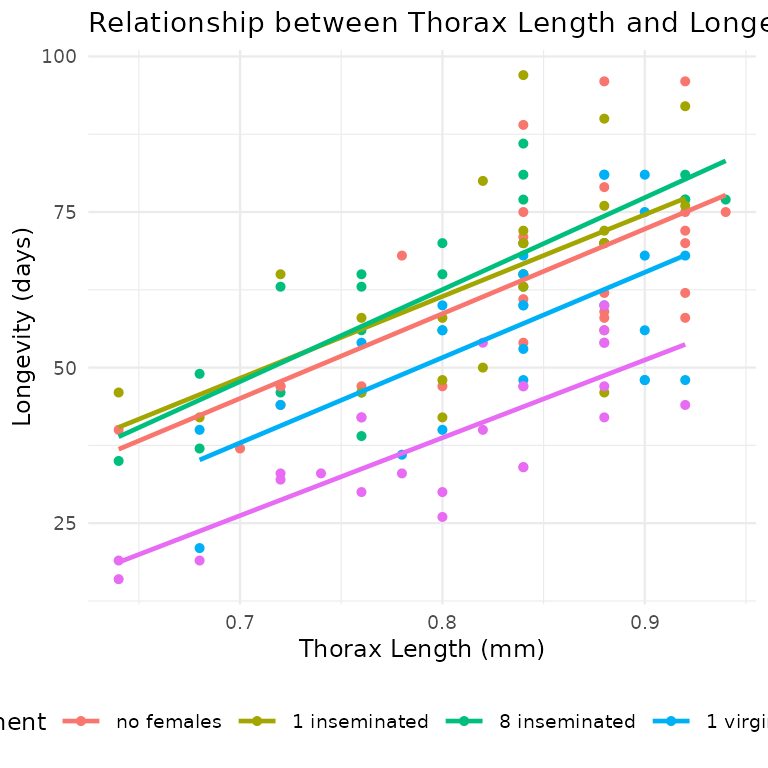 Relationship between Thorax Length and Longe
100
75
50
25
Longevity (days)
0.7 0.8 0.9
Thorax Length (mm)
nent no females 1 inseminated 8 inseminated 1 virgi